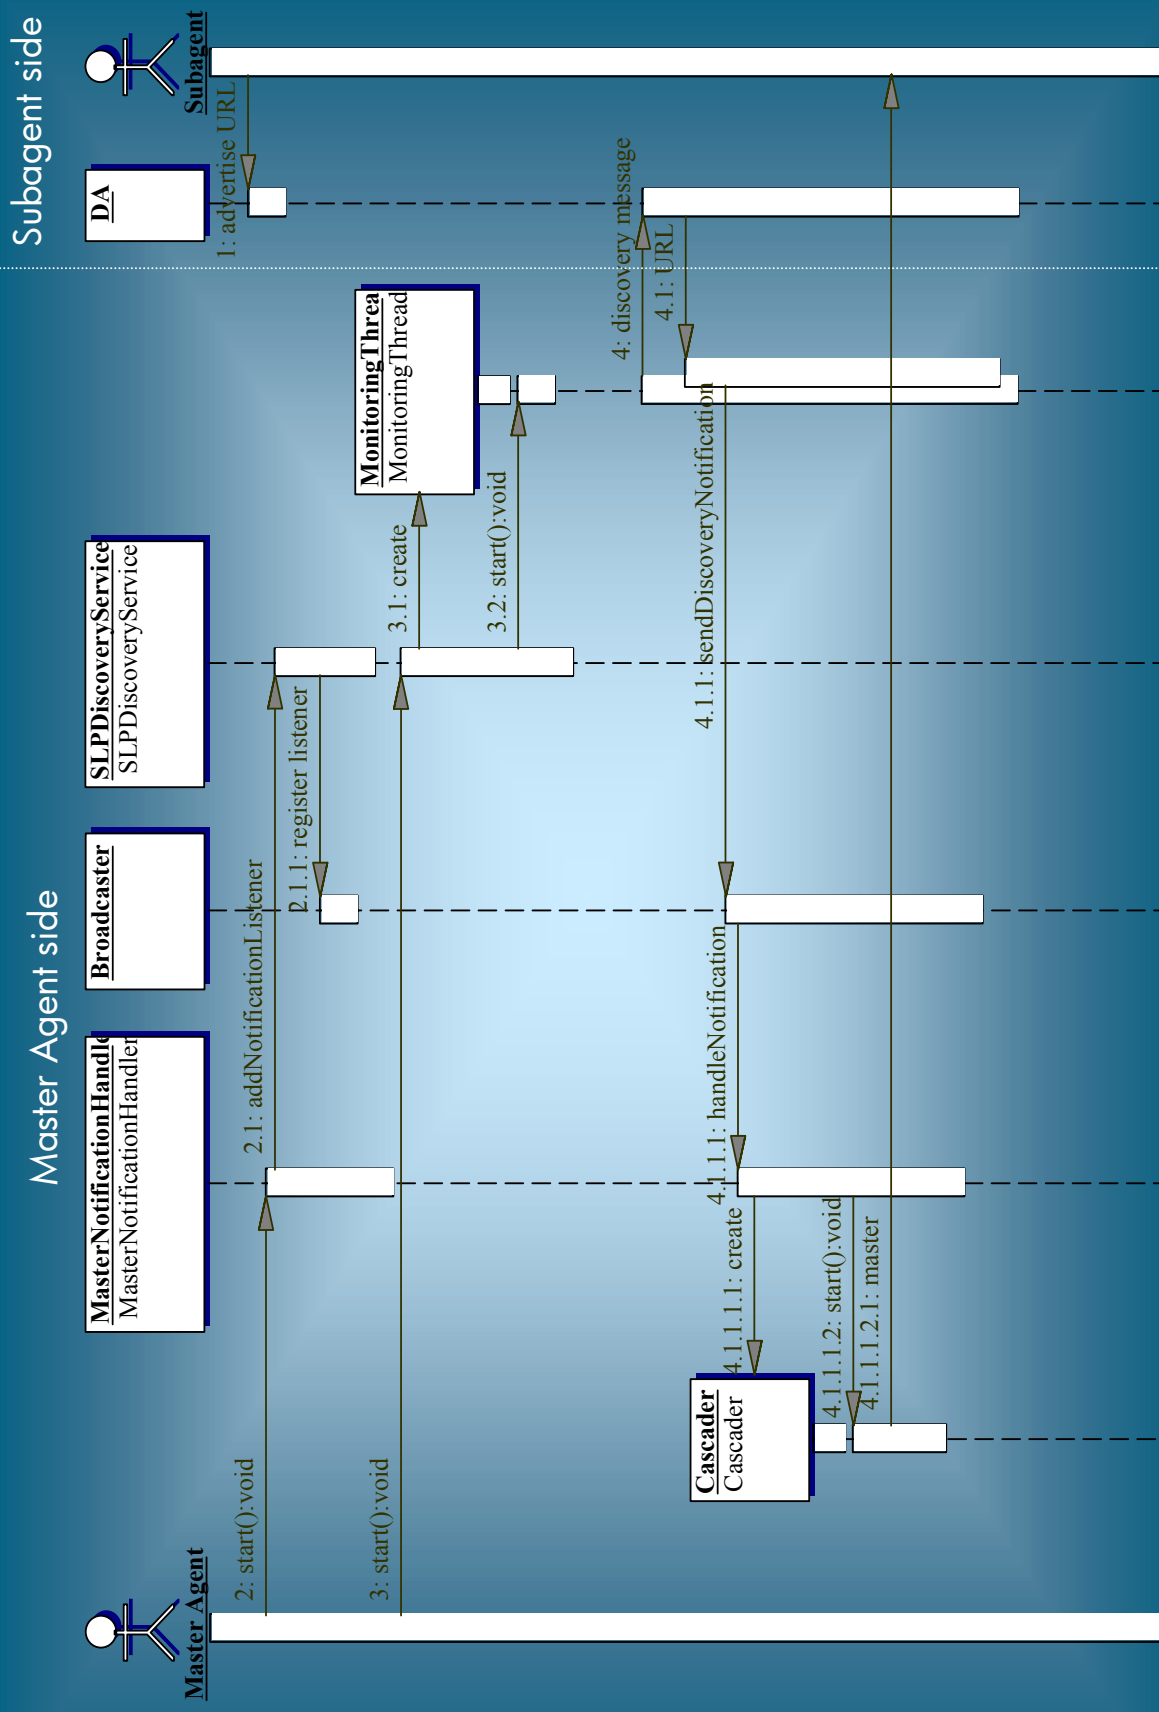 Master Agent side
Subagent side
Master Agent
MasterNotificationHandle
MasterNotificationHandler
Broadcaster
SLPDiscoveryService
SLPDiscoveryService
DA
Subagent
1: advertise URL
2: start():void
2.1: addNotificationListener
2.1.1: register listener
3: start():void
3.1: create
MonitoringThrea
MonitoringThread
3.2: start():void
4: discovery message
4.1: URL
4.1.1: sendDiscoveryNotification
4.1.1.1: handleNotification
4.1.1.1.1: create
Cascader
Cascader
4.1.1.1.2: start():void
4.1.1.1.2.1: master